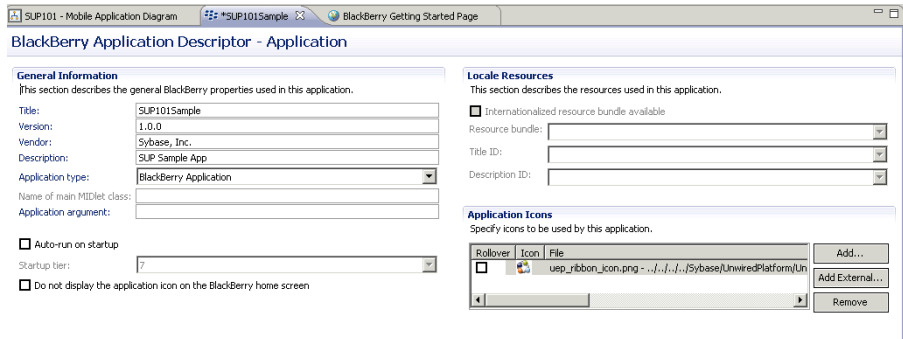 SUP101 - Mobile Application Diagram
*SUP101Sample
BlackBerry Getting Started Page
BlackBerry Application Descriptor - Application
General Information
This section describes the general BlackBerry properties used in this application.
Title: SUP101Sample
Version: 1.0.0
Vendor: Sybase, Inc.
Description: SUP Sample App
Application type: BlackBerry Application
Name of main MIDlet class:
Application argument:
Auto-run on startup
Startup tier: 7
Do not display the application icon on the BlackBerry home screen
Locale Resources
This section describes the resources used in this application.
Internationalized resource bundle available
Resource bundle:
Title ID:
Description ID:
Application Icons
Specify icons to be used by this application.
Rollover Icon File
uep_ribbon_icon.png - ../../../../Sybase/UnwiredPlatform/Un
Add...
Add External...
Remove